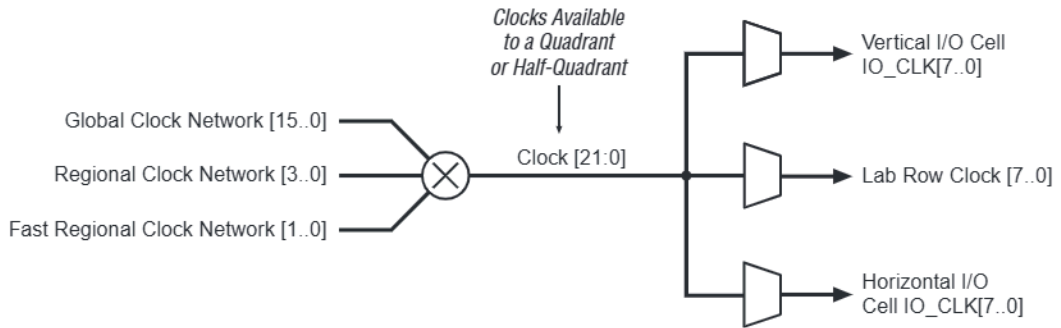 Clocks Available
to a Quadrant
or Half-Quadrant
Vertical I/O Cell
IO_CLK[7..0]
Global Clock Network [15..0]
Clock [21:0]
Regional Clock Network [3..0]
Lab Row Clock [7..0]
Fast Regional Clock Network [1..0]
Horizontal I/O
Cell IO_CLK[7..0]